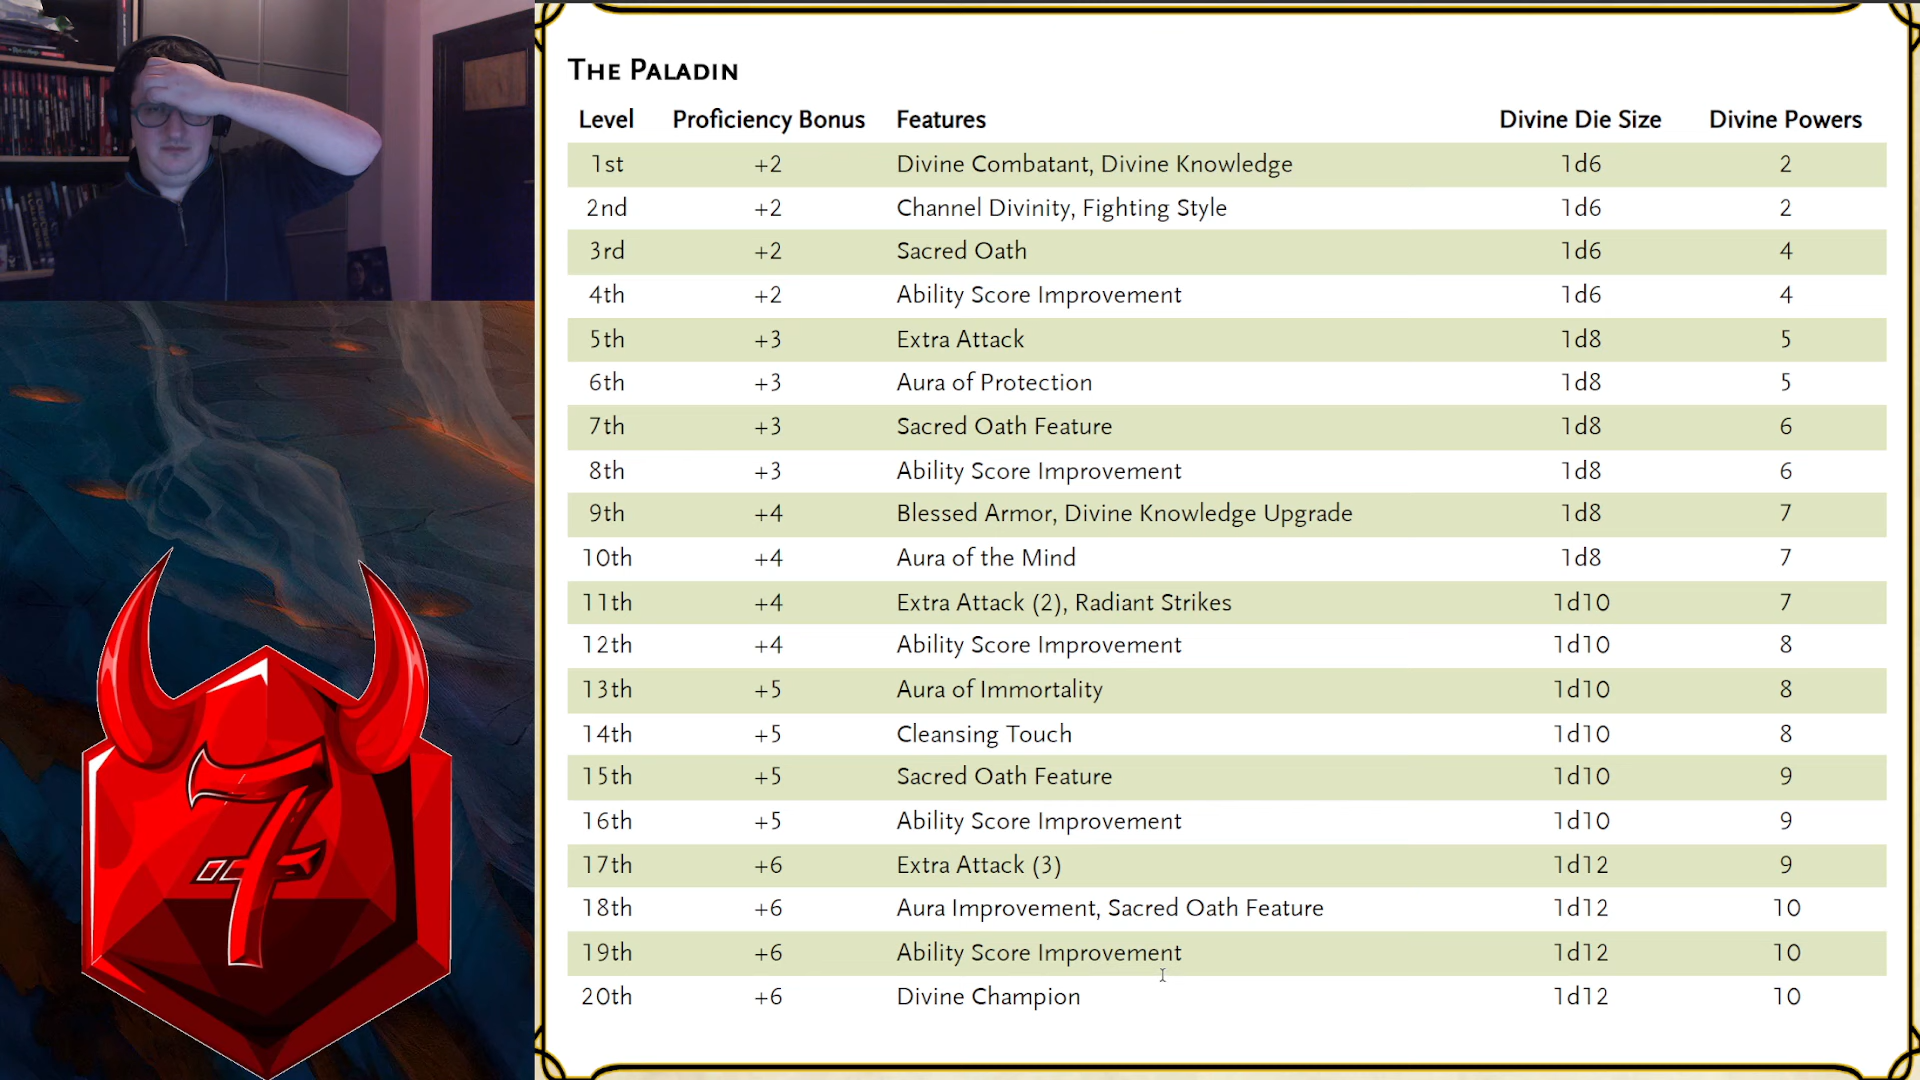 THE PALADIN
Level Proficiency Bonus Features Divine Die Size Divine Powers
1st +2 Divine Combatant, Divine Knowledge 1d6 2
2nd +2 Channel Divinity, Fighting Style 1d6 2
3rd +2 Sacred Oath 1d6 4
4th +2 Ability Score Improvement 1d6 4
5th +3 Extra Attack 1d8 5
6th +3 Aura of Protection 1d8 5
7th +3 Sacred Oath Feature 1d8 6
8th +3 Ability Score Improvement 1d8 6
9th +4 Blessed Armor, Divine Knowledge Upgrade 1d8 7
10th +4 Aura of the Mind 1d8 7
11th +4 Extra Attack (2), Radiant Strikes 1d10 7
12th +4 Ability Score Improvement 1d10 8
13th +5 Aura of Immortality 1d10 8
14th +5 Cleansing Touch 1d10 8
15th +5 Sacred Oath Feature 1d10 9
16th +5 Ability Score Improvement 1d10 9
17th +6 Extra Attack (3) 1d12 9
18th +6 Aura Improvement, Sacred Oath Feature 1d12 10
19th +6 Ability Score Improvement 1d12 10
20th +6 Divine Champion 1d12 10
7